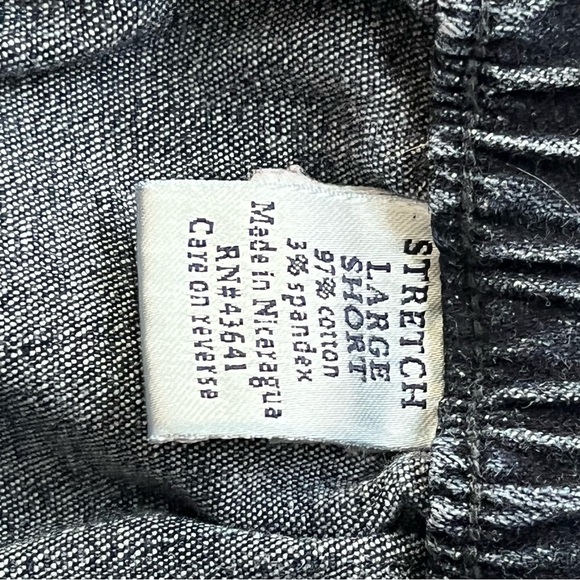 STRETCH
LARGE
SHORT
97% cotton
3% spandex
Made in Nicaragua
RN#43641
Care on reverse